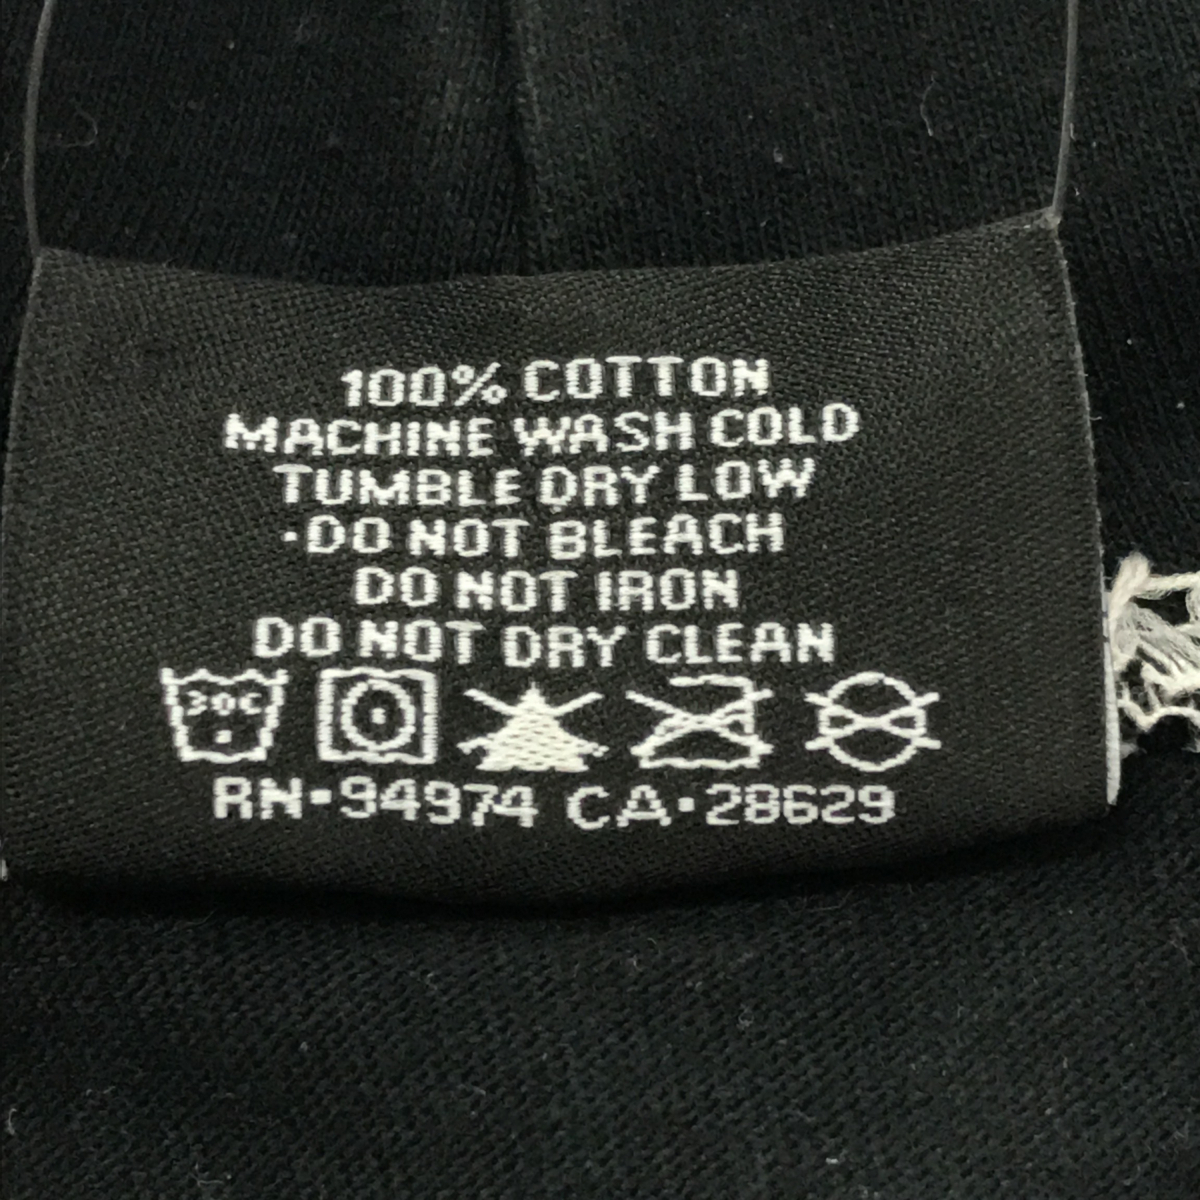 100% COTTON
MACHINE WASH COLD
TUMBLE DRY LOW
·DO NOT BLEACH
DO NOT IRON
DO NOT DRY CLEAN
30C
RN·94974 CA·28629